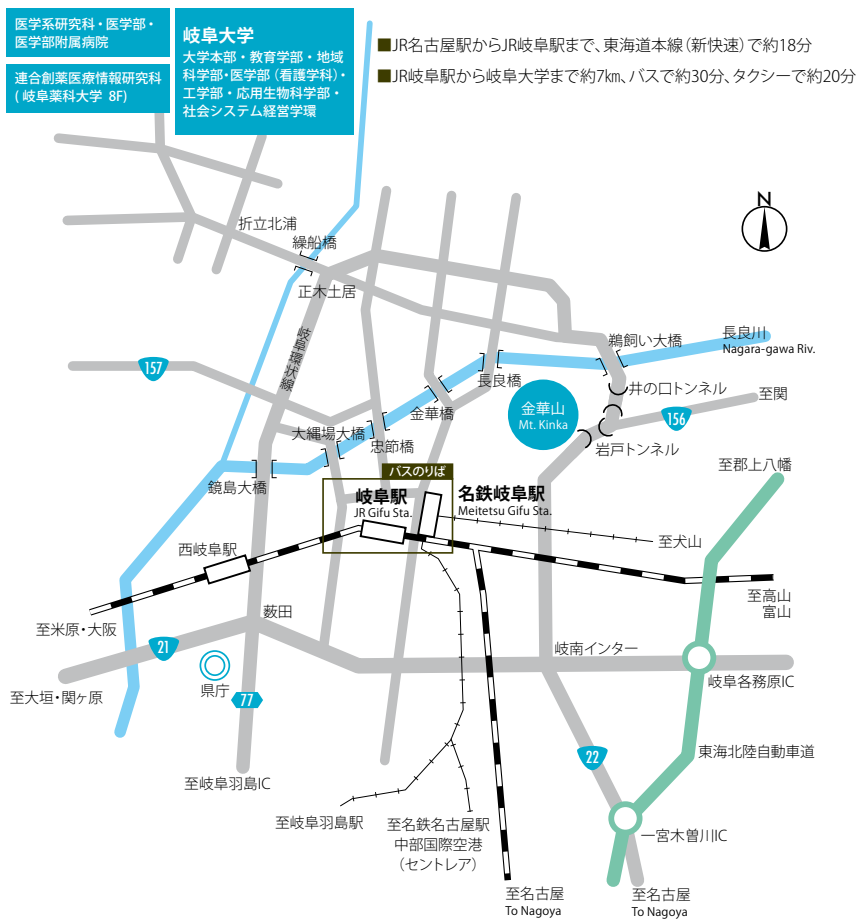 医学系研究科・医学部・
医学部附属病院
連合創薬医療情報研究科
( 岐阜薬科大学 8F)
岐阜大学
大学本部・教育学部・地域
科学部・医学部（看護学科）・
工学部・応用生物科学部・
社会システム経営学環
■JR名古屋駅からJR岐阜駅まで、東海道本線（新快速）で約18分
■JR岐阜駅から岐阜大学まで約7㎞、バスで約30分、タクシーで約20分
N
折立北浦
繰船橋
正木土居
岐阜環状線
鵜飼い大橋
長良川
Nagara-gawa Riv.
157
長良橋
金華橋
金華山
Mt. Kinka
井の口トンネル
至関
156
大縄場大橋
忠節橋
岩戸トンネル
至郡上八幡
鏡島大橋
バスのりば
岐阜駅
JR Gifu Sta.
名鉄岐阜駅
Meitetsu Gifu Sta.
西岐阜駅
至犬山
至高山
富山
至米原・大阪
薮田
21
岐南インター
県庁
77
岐阜各務原IC
至大垣・関ヶ原
22
東海北陸自動車道
至岐阜羽島IC
至岐阜羽島駅
至名鉄名古屋駅
中部国際空港
（セントレア）
一宮木曽川IC
至名古屋
To Nagoya
至名古屋
To Nagoya